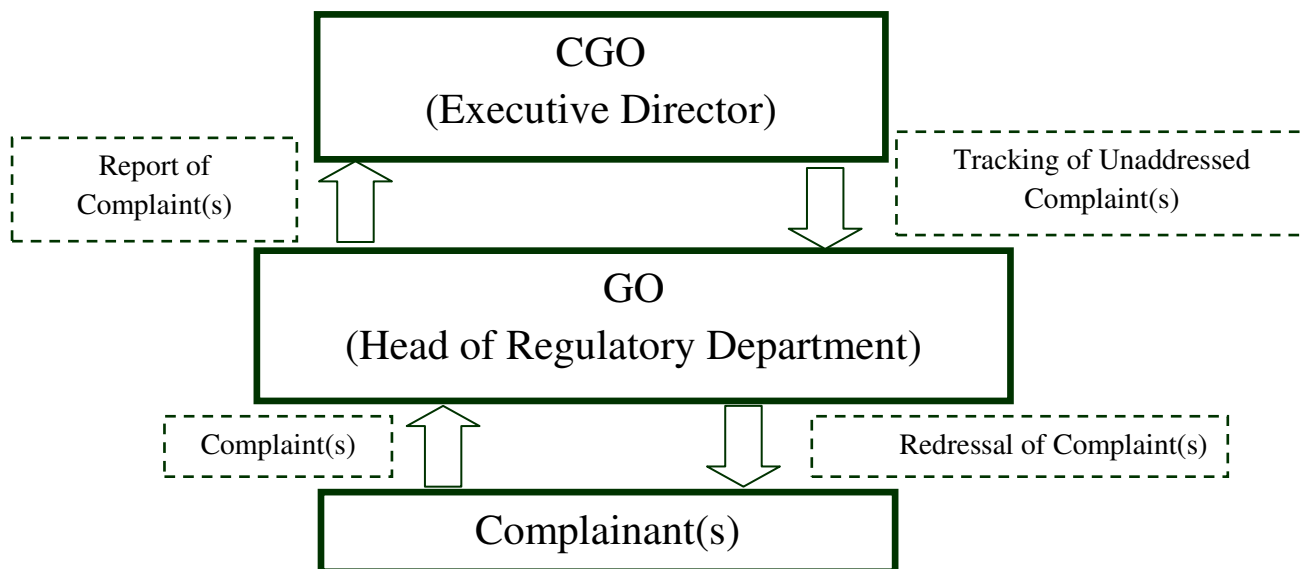 CGO
(Executive Director)
Report of
Complaint(s)
Tracking of Unaddressed
Complaint(s)
GO
(Head of Regulatory Department)
Complaint(s)
Redressal of Complaint(s)
Complainant(s)